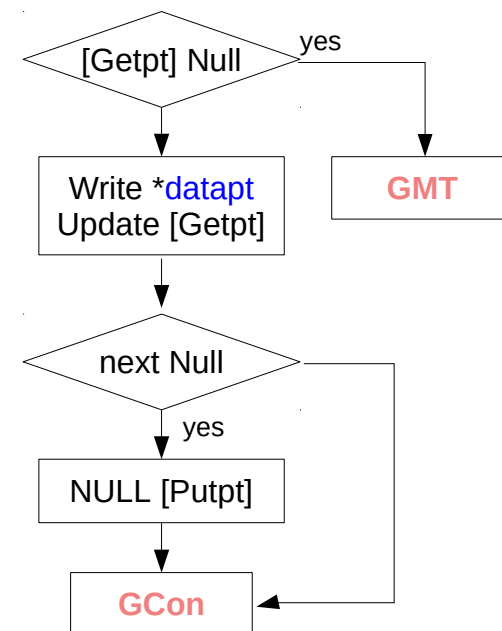 [Getpt] Null
yes
Write *datapt
Update [Getpt]
GMT
next Null
yes
NULL [Putpt]
GCon